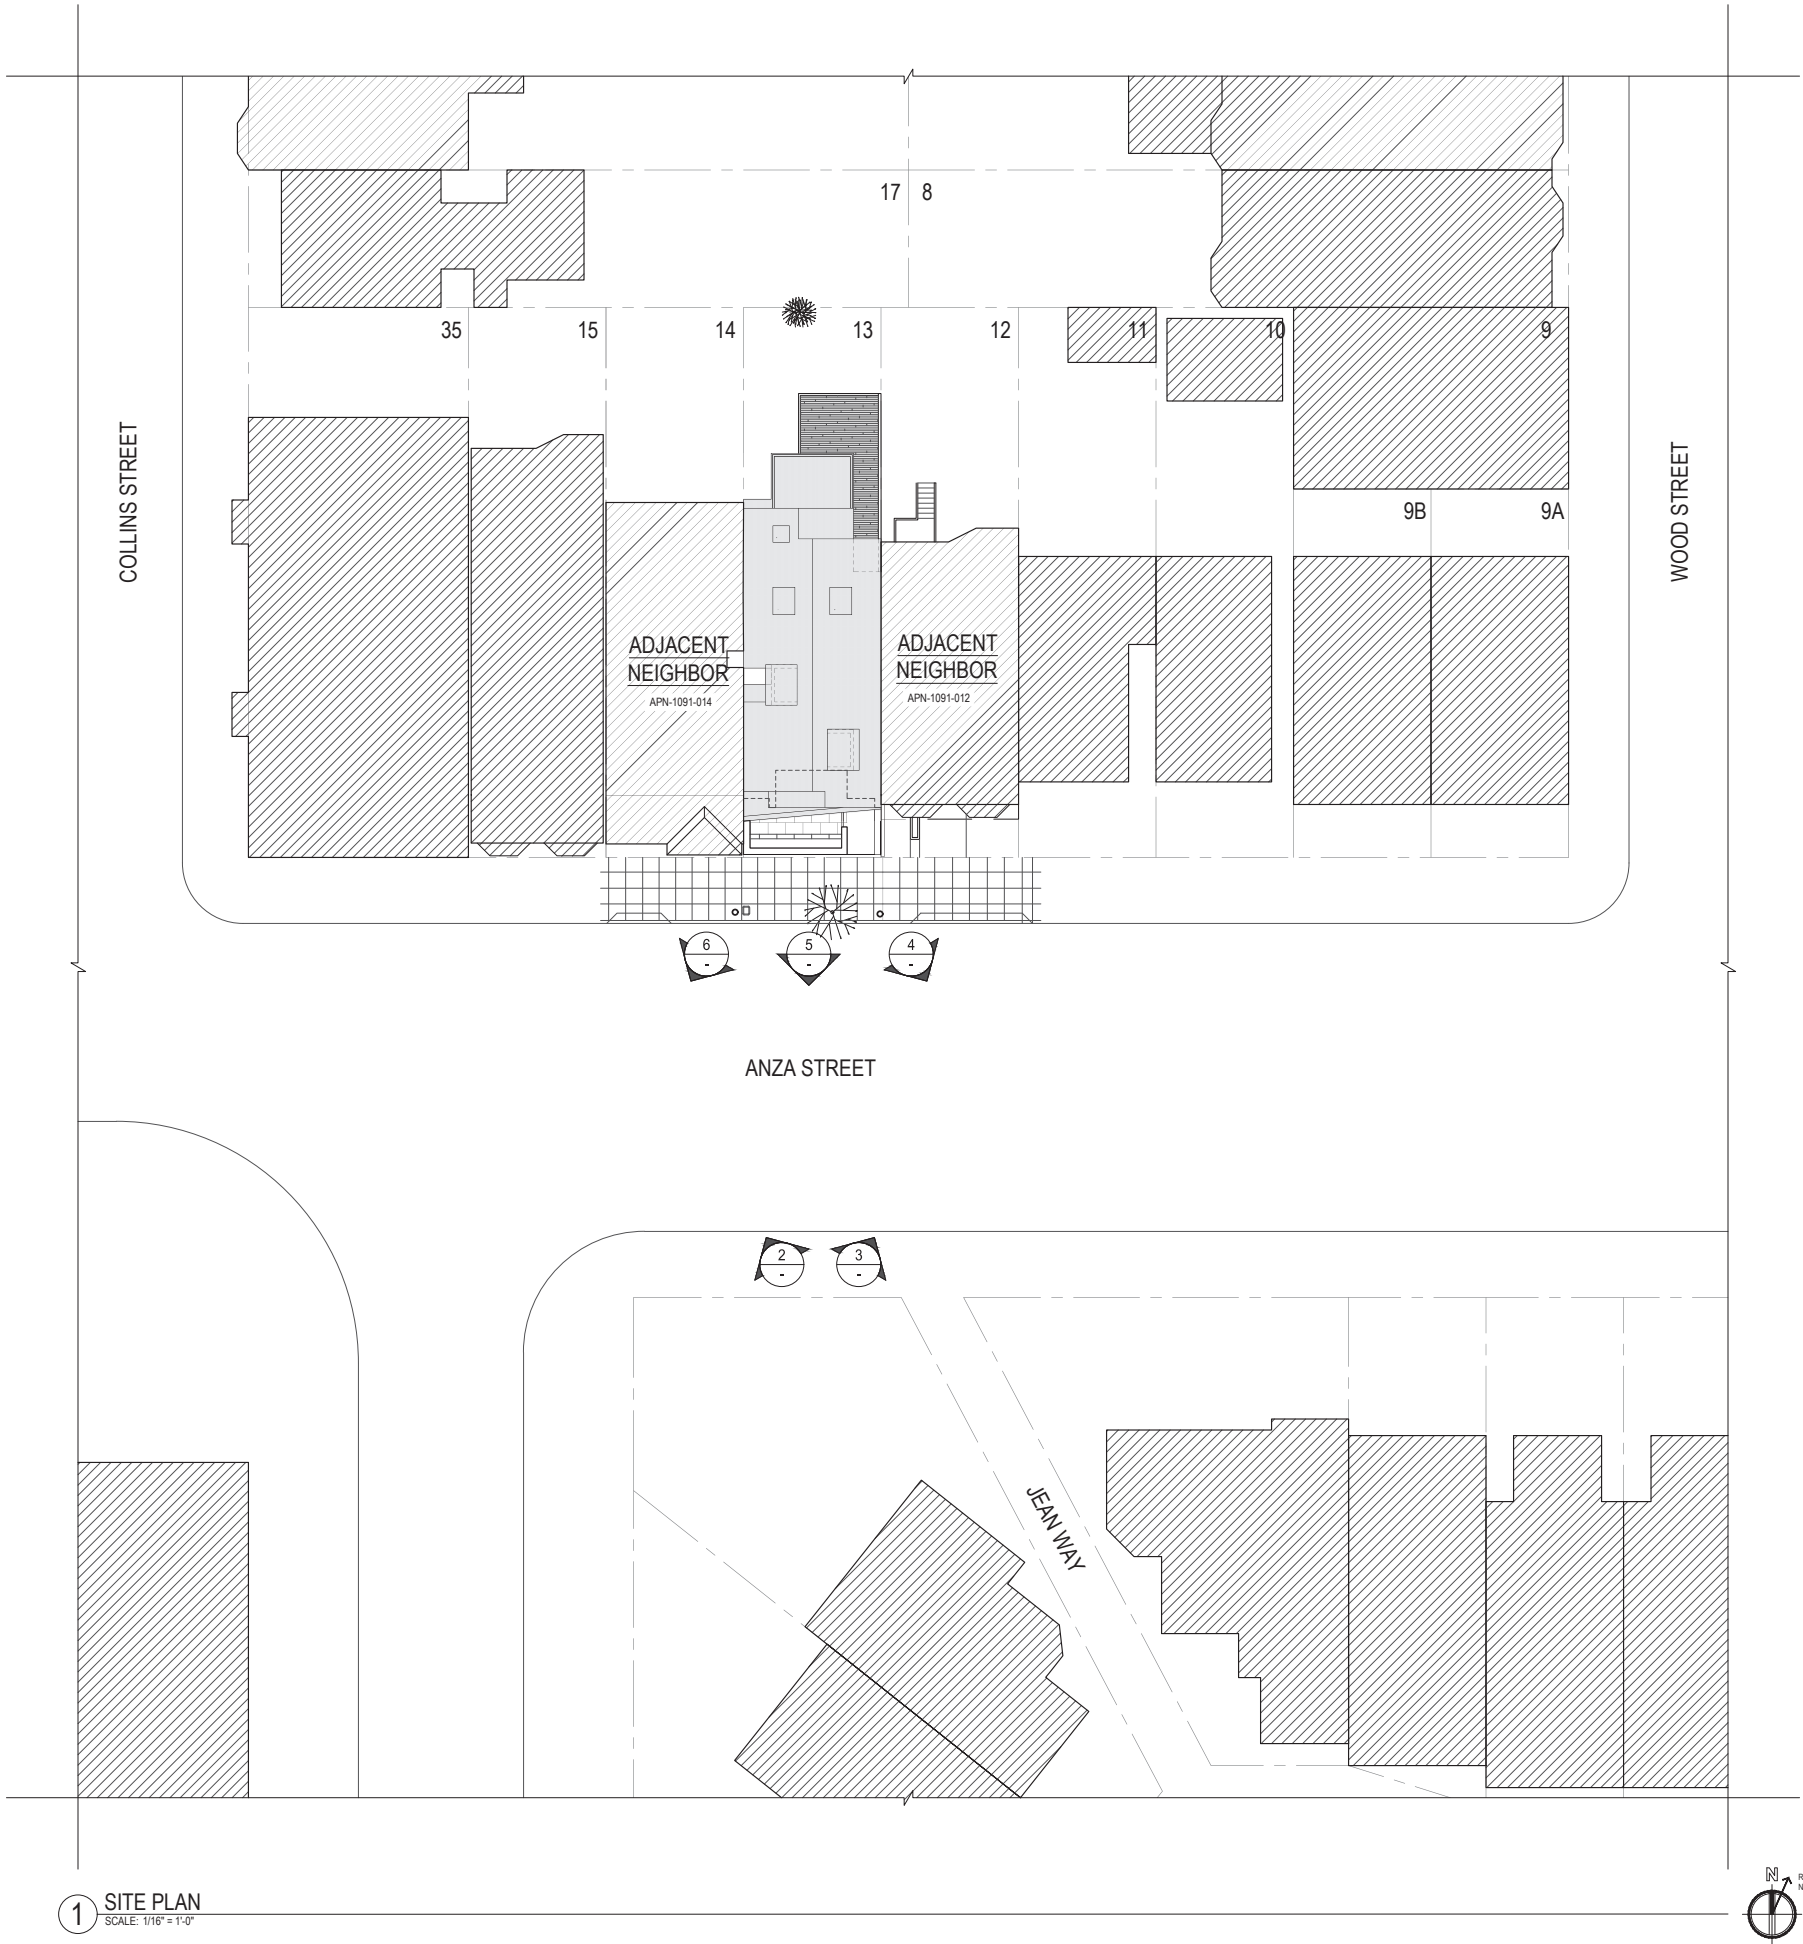 17 8
35 15 14 13 12 11 10 9
COLLINS STREET
WOOD STREET
9B 9A
ADJACENT
NEIGHBOR
APN-1091-014
ADJACENT
NEIGHBOR
APN-1091-012
6
-
5
-
4
-
ANZA STREET
2
-
3
-
JEAN WAY
1
SITE PLAN
SCALE: 1/16" = 1'-0"
N